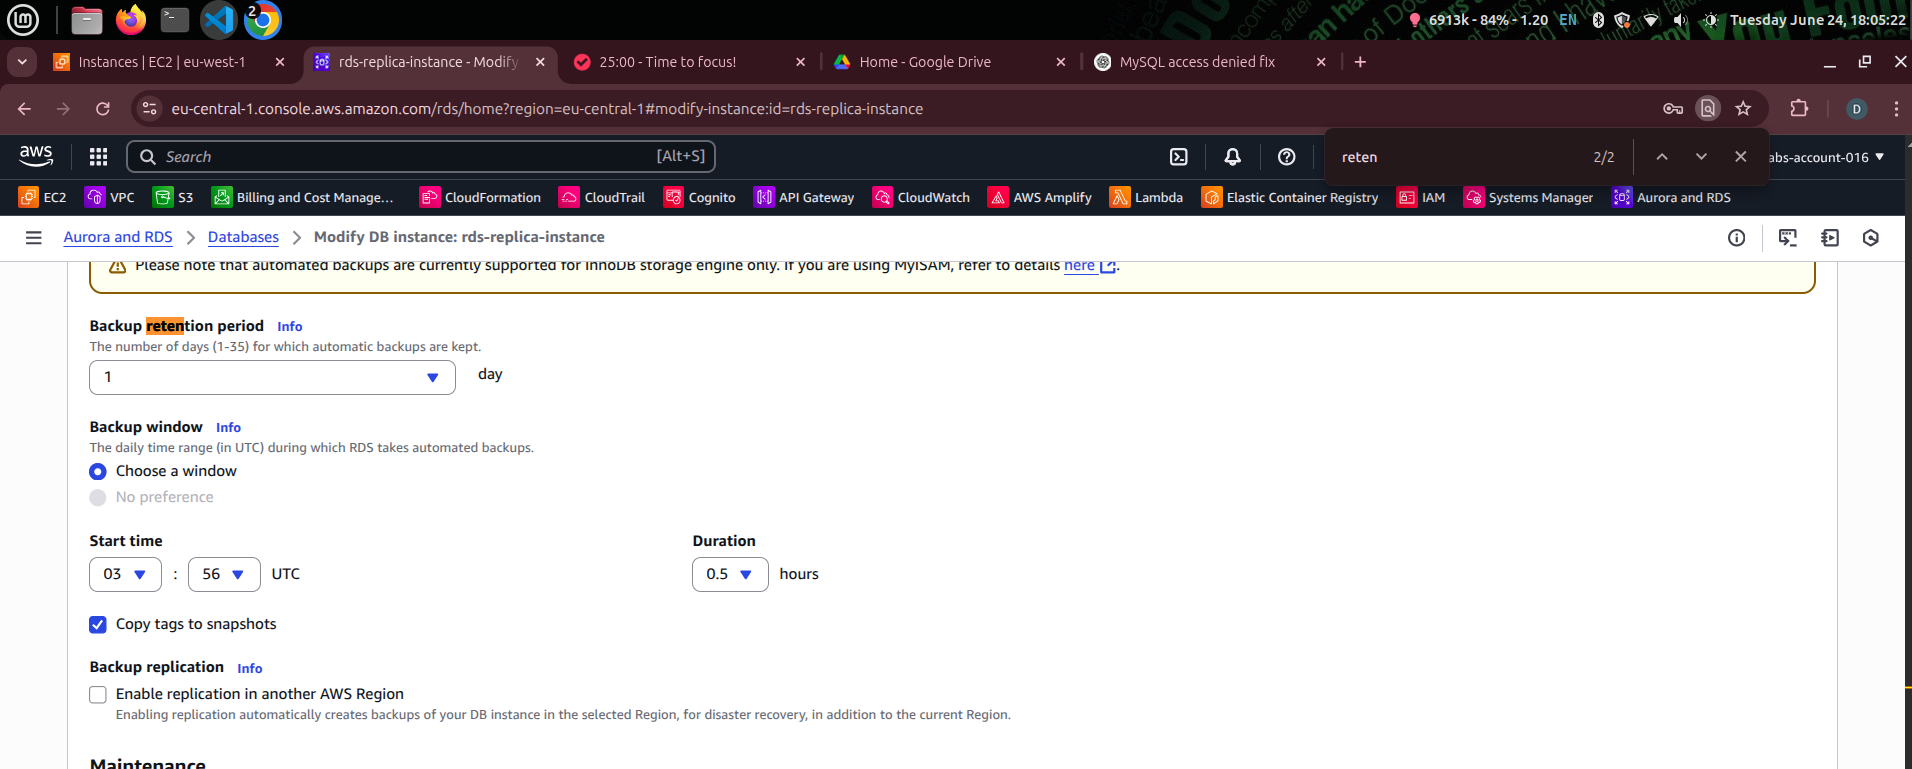 2
6913k - 84% - 1.20 EN Tuesday June 24, 18:05:22
Instances | EC2 | eu-west-1
rds-replica-instance - Modify
25:00 - Time to focus!
Home - Google Drive
MySQL access denied fix
eu-central-1.console.aws.amazon.com/rds/home?region=eu-central-1#modify-instance:id=rds-replica-instance
D
aws
Search [Alt+S]
reten 2/2
abs-account-016
EC2 VPC S3 Billing and Cost Manage... CloudFormation CloudTrail Cognito API Gateway CloudWatch AWS Amplify Lambda Elastic Container Registry IAM Systems Manager Aurora and RDS
Aurora and RDS > Databases > Modify DB instance: rds-replica-instance
Please note that automated backups are currently supported for InnoDB storage engine only. If you are using MyISAM, refer to details here.
Backup retention period Info
The number of days (1-35) for which automatic backups are kept.
1 day
Backup window Info
The daily time range (in UTC) during which RDS takes automated backups.
Choose a window
No preference
Start time Duration
03 : 56 UTC 0.5 hours
Copy tags to snapshots
Backup replication Info
Enable replication in another AWS Region
Enabling replication automatically creates backups of your DB instance in the selected Region, for disaster recovery, in addition to the current Region.
Maintenance